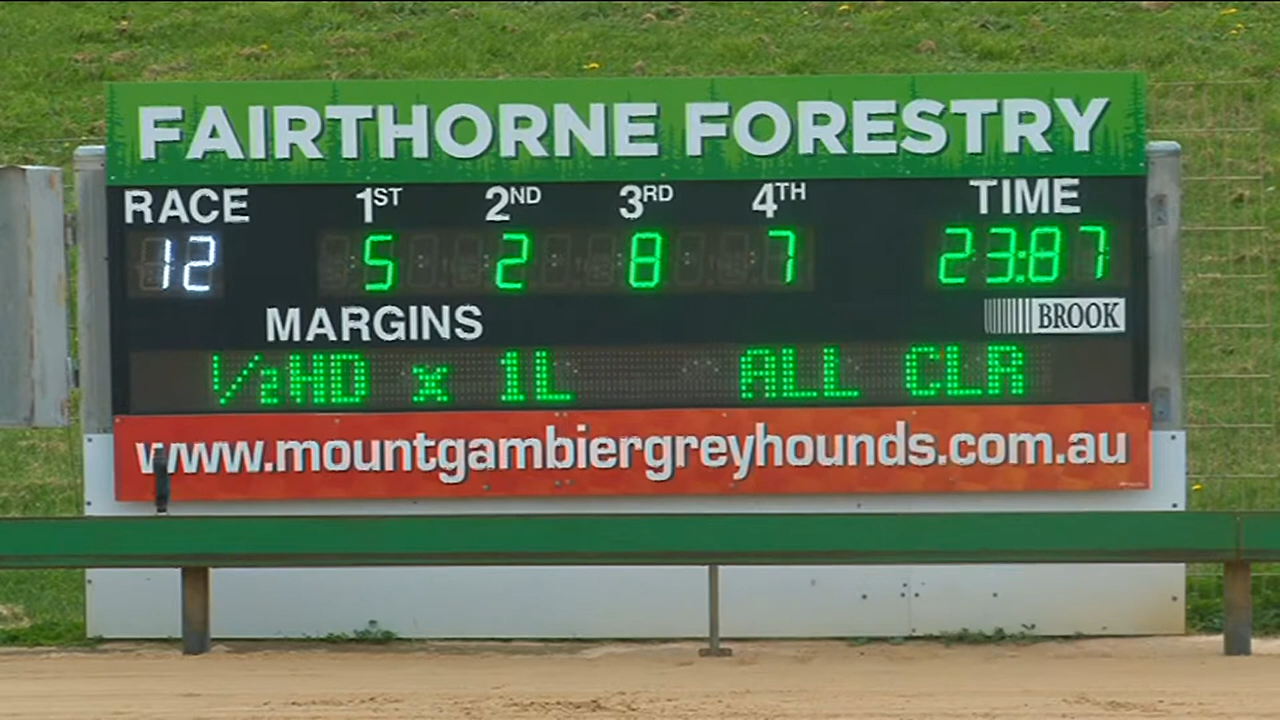 FAIRTHORNE FORESTRY
RACE 1ST 2ND 3RD 4TH TIME
12 5 2 8 7 23:87
MARGINS BROOK
½HD x 1L ALL CLR
www.mountgambiergreyhounds.com.au